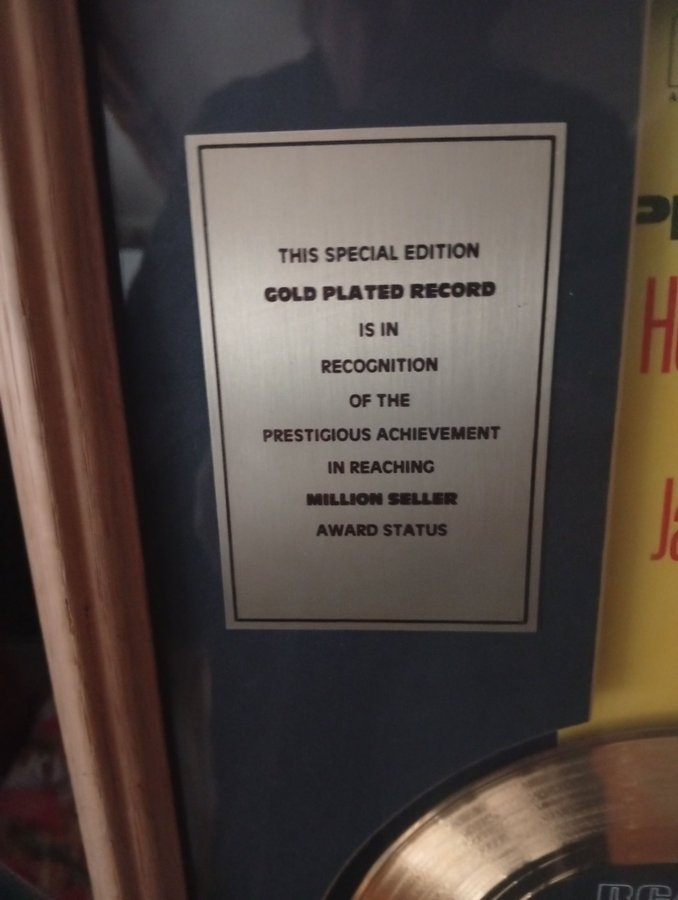 THIS SPECIAL EDITION
GOLD PLATED RECORD
IS IN
RECOGNITION
OF THE
PRESTIGIOUS ACHIEVEMENT
IN REACHING
MILLION SELLER
AWARD STATUS